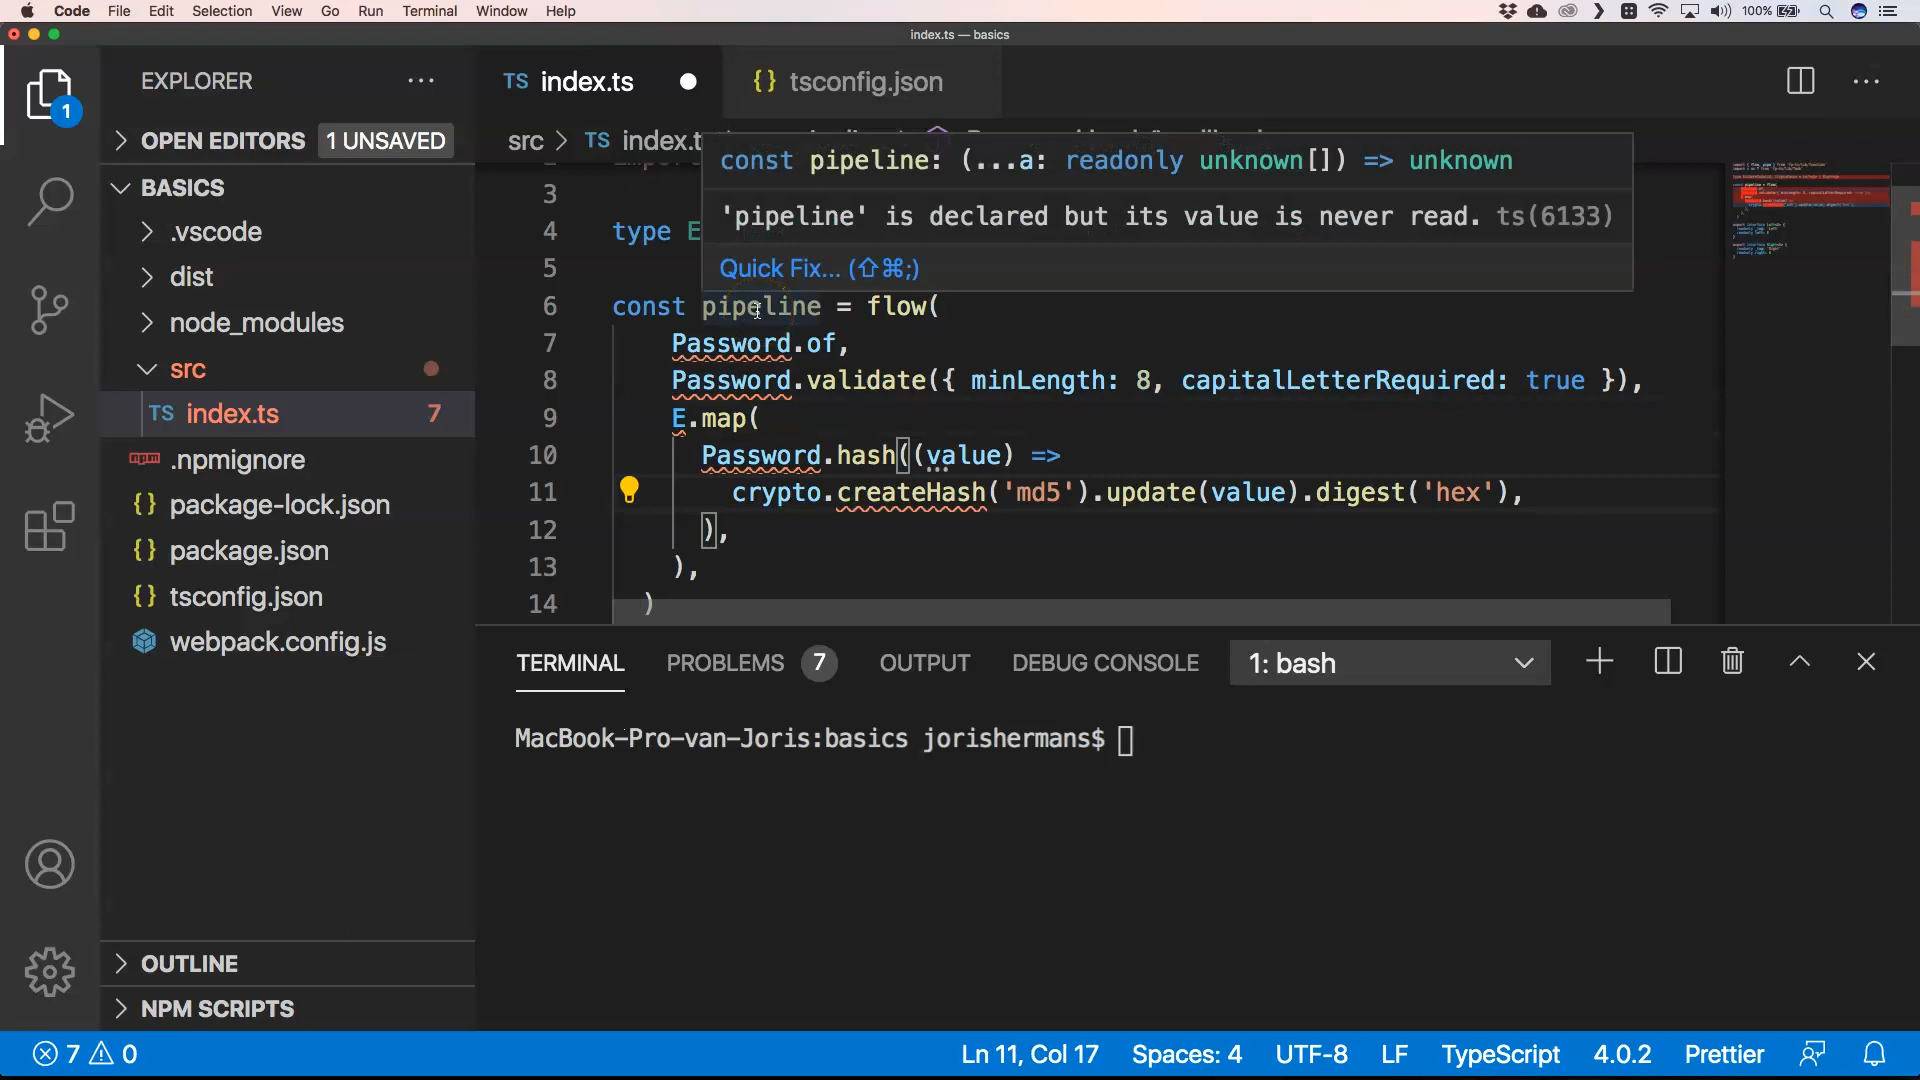 Code File Edit Selection View Go Run Terminal Window Help
100%
index.ts — basics
1
EXPLORER
OPEN EDITORS 1 UNSAVED
BASICS
.vscode
dist
node_modules
src
TS index.ts 7
.npmignore
{} package-lock.json
{} package.json
{} tsconfig.json
webpack.config.js
OUTLINE
NPM SCRIPTS
TS index.ts
{} tsconfig.json
src > TS index.t
const pipeline: (...a: readonly unknown[]) => unknown
'pipeline' is declared but its value is never read. ts(6133)
Quick Fix... (⇧⌘;)
3
4 type E
5
6 const pipeline = flow(
7 Password.of,
8 Password.validate({ minLength: 8, capitalLetterRequired: true }),
9 E.map(
10 Password.hash((value) =>
11 crypto.createHash('md5').update(value).digest('hex'),
12 ),
13 ),
14 )
TERMINAL PROBLEMS 7 OUTPUT DEBUG CONSOLE 1: bash
MacBook-Pro-van-Joris:basics jorishermans$
7 0 Ln 11, Col 17 Spaces: 4 UTF-8 LF TypeScript 4.0.2 Prettier